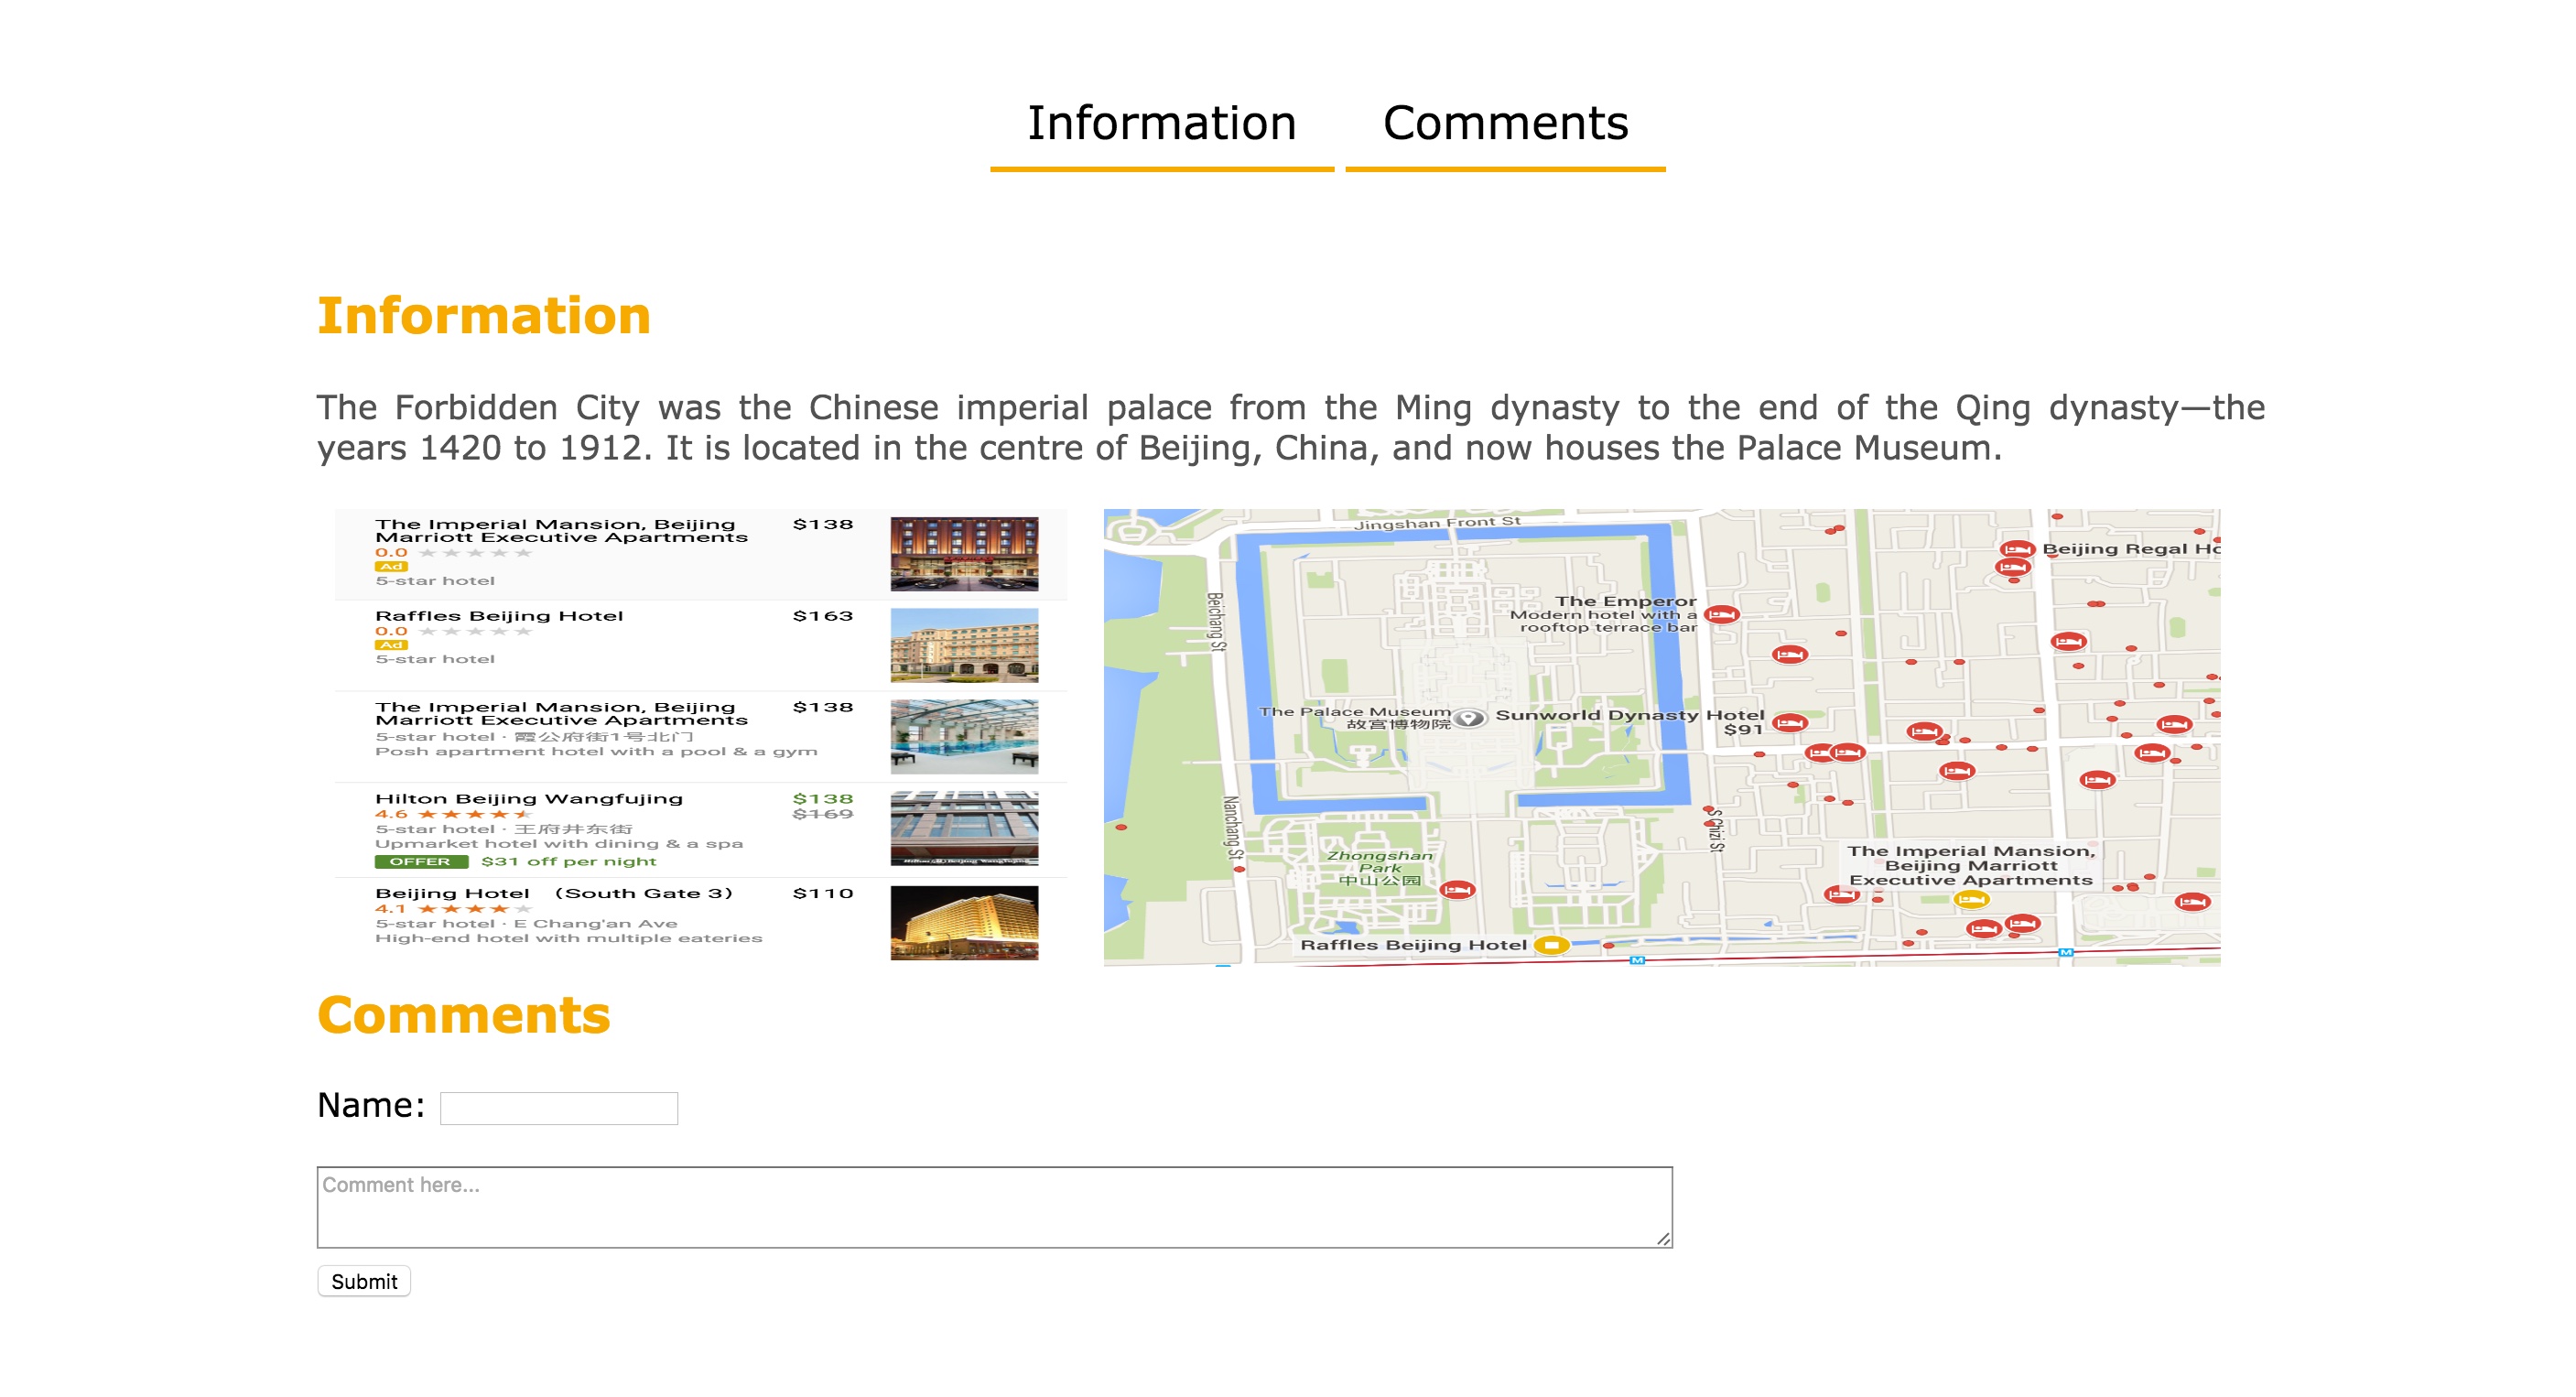 Information
Comments
Information
The Forbidden City was the Chinese imperial palace from the Ming dynasty to the end of the Qing dynasty—the
years 1420 to 1912. It is located in the centre of Beijing, China, and now houses the Palace Museum.
The Imperial Mansion, Beijing
Marriott Executive Apartments
$138
0.0
Ad
5-star hotel
Raffles Beijing Hotel
$163
0.0
Ad
5-star hotel
The Imperial Mansion, Beijing
Marriott Executive Apartments
$138
5-star hotel · 霞公府街1号北门
Posh apartment hotel with a pool & a gym
Hilton Beijing Wangfujing
$138
4.6
$169
5-star hotel · 王府井东街
Upmarket hotel with dining & a spa
OFFER $31 off per night
Beijing Hotel （South Gate 3）
$110
4.1
5-star hotel · E Chang'an Ave
High-end hotel with multiple eateries
Jingshan Front St
Beijing Regal Ho
Beichang St
The Emperor
Modern hotel with a
rooftop terrace bar
The Palace Museum
故宫博物院
Sunworld Dynasty Hotel
$91
Nanchang St
S Chizi St
Zhongshan
Park
中山公园
The Imperial Mansion,
Beijing Marriott
Executive Apartments
Raffles Beijing Hotel
M
M
Comments
Name:
Comment here...
Submit